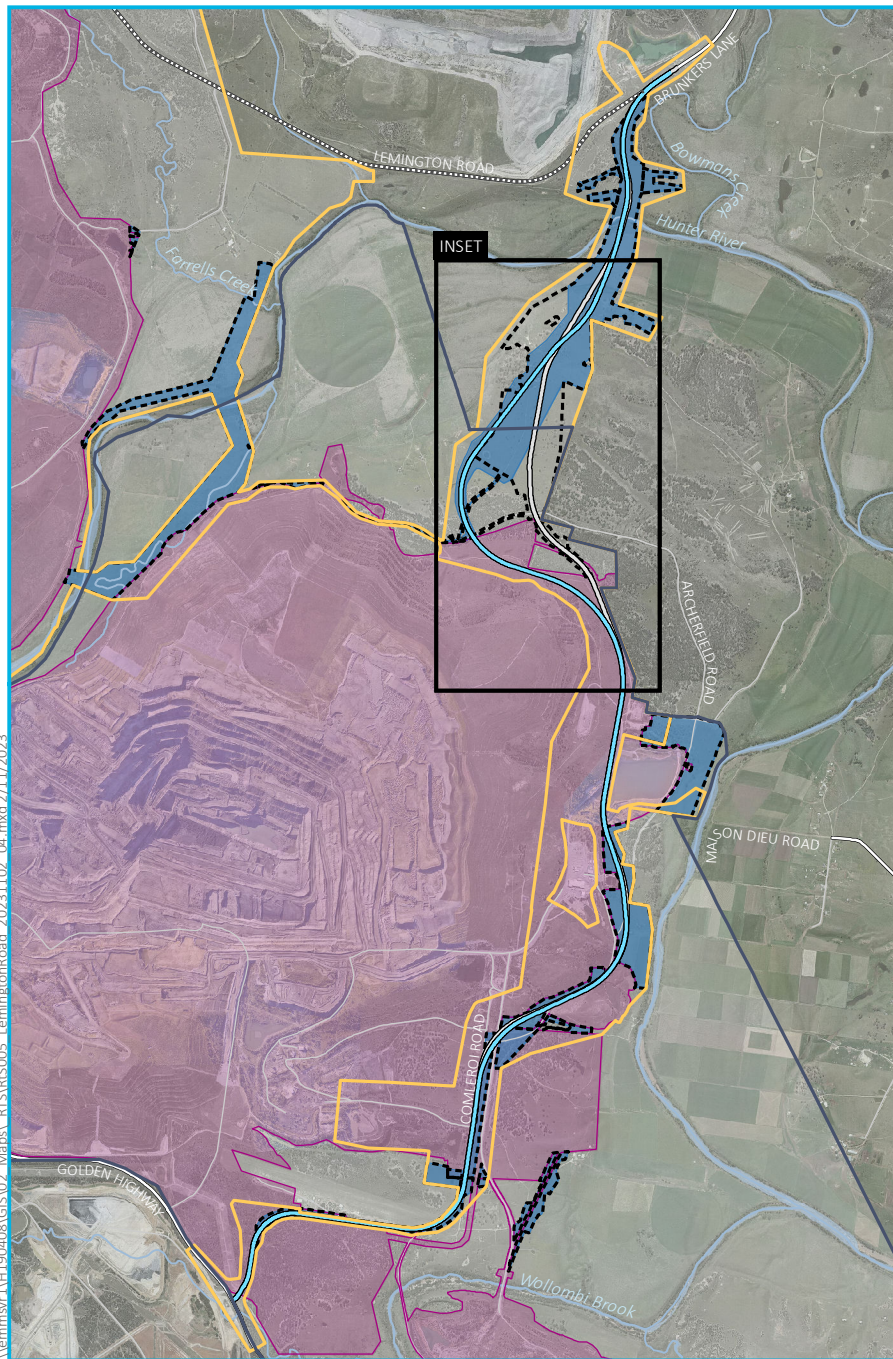 BRUNKERS LANE
LEMINGTON ROAD
Bowmans
Creek
Hunter River
INSET
Farrells Creek
ARCHERFIELD ROAD
MAISON DIEU ROAD
COMLEROI ROAD
GOLDEN HIGHWAY
Wollombi Brook